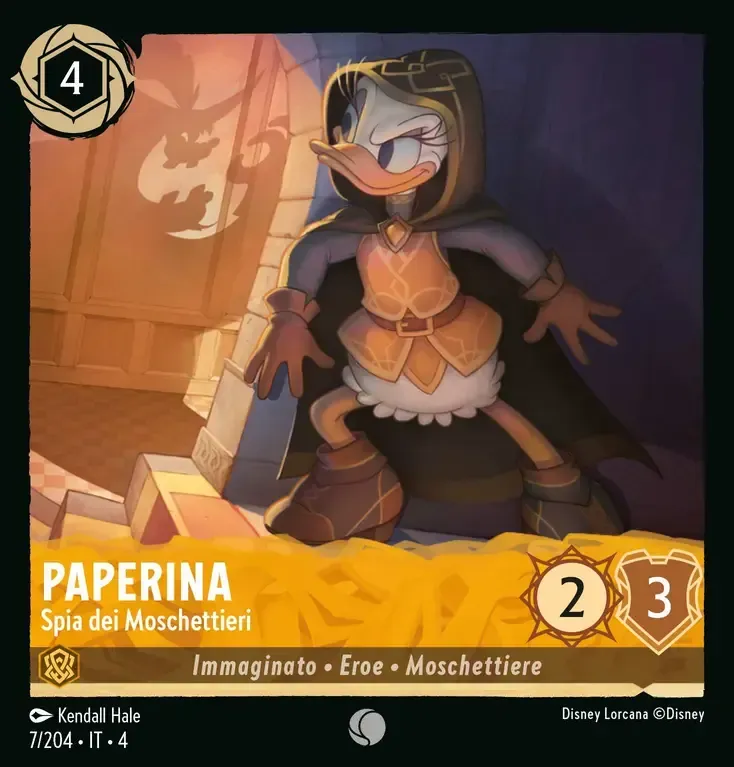 4
PAPERINA
Spia dei Moschettieri
2
3
Immaginato • Eroe • Moschettiere
Kendall Hale
Disney Lorcana ©Disney
7/204 • IT • 4